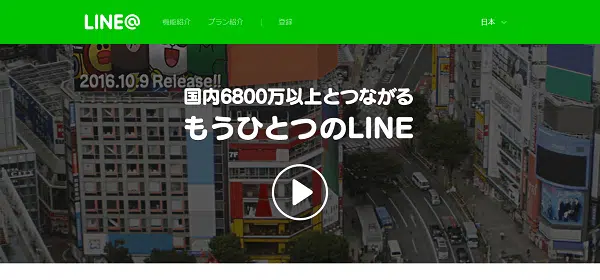 LINE@
機能紹介 プラン紹介 | 登録 日本
2016.10.9 Release!!
国内6800万以上とつながる
もうひとつのLINE
7F